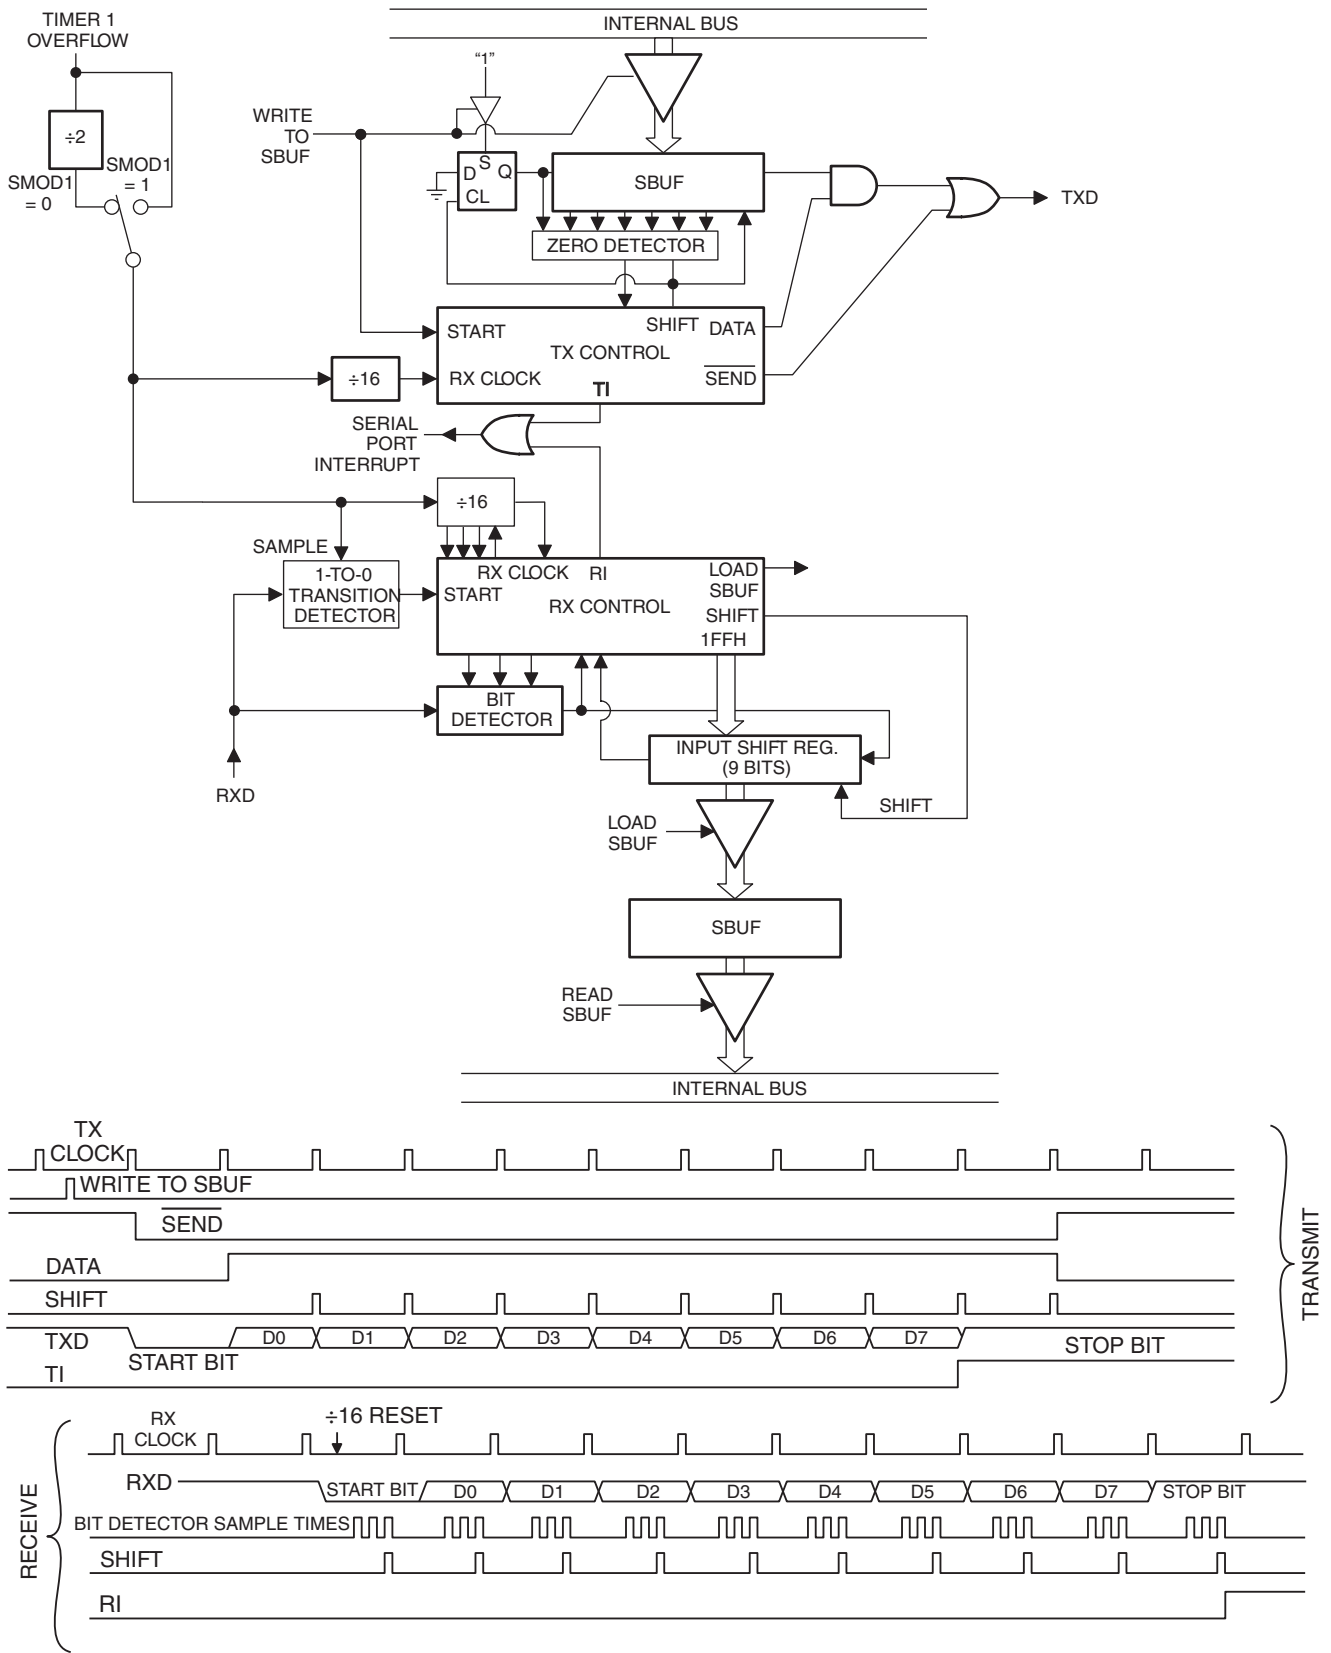 TIMER 1
OVERFLOW
INTERNAL BUS
“1”
WRITE
TO
SBUF
÷2
SMOD1
= 0
SMOD1
= 1
D
S
Q
CL
SBUF
TXD
ZERO DETECTOR
START
SHIFT
DATA
TX CONTROL
RX CLOCK
SEND
TI
÷16
SERIAL
PORT
INTERRUPT
÷16
SAMPLE
1-TO-0
TRANSITION
DETECTOR
RX CLOCK
RI
LOAD
SBUF
START
RX CONTROL
SHIFT
1FFH
BIT
DETECTOR
INPUT SHIFT REG.
(9 BITS)
RXD
SHIFT
LOAD
SBUF
SBUF
READ
SBUF
INTERNAL BUS
TX
CLOCK
WRITE TO SBUF
SEND
DATA
SHIFT
TXD
START BIT
D0
D1
D2
D3
D4
D5
D6
D7
STOP BIT
TI
TRANSMIT
RX
CLOCK
÷16 RESET
RXD
START BIT
D0
D1
D2
D3
D4
D5
D6
D7
STOP BIT
BIT DETECTOR SAMPLE TIMES
SHIFT
RI
RECEIVE